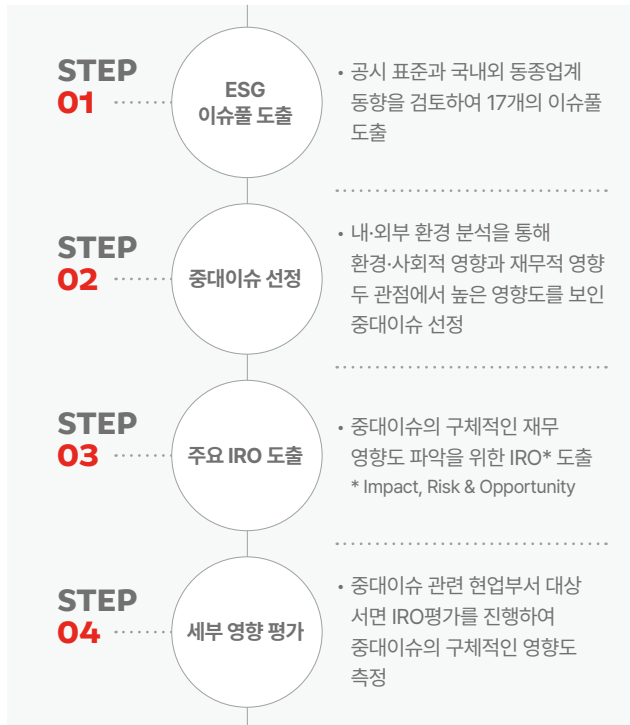 STEP
01
ESG
이슈풀 도출
• 공시 표준과 국내외 동종업계
동향을 검토하여 17개의 이슈풀
도출
STEP
02
중대이슈 선정
• 내·외부 환경 분석을 통해
환경·사회적 영향과 재무적 영향
두 관점에서 높은 영향도를 보인
중대이슈 선정
STEP
03
주요 IRO 도출
• 중대이슈의 구체적인 재무
영향도 파악을 위한 IRO* 도출
* Impact, Risk & Opportunity
STEP
04
세부 영향 평가
• 중대이슈 관련 현업부서 대상
서면 IRO평가를 진행하여
중대이슈의 구체적인 영향도
측정